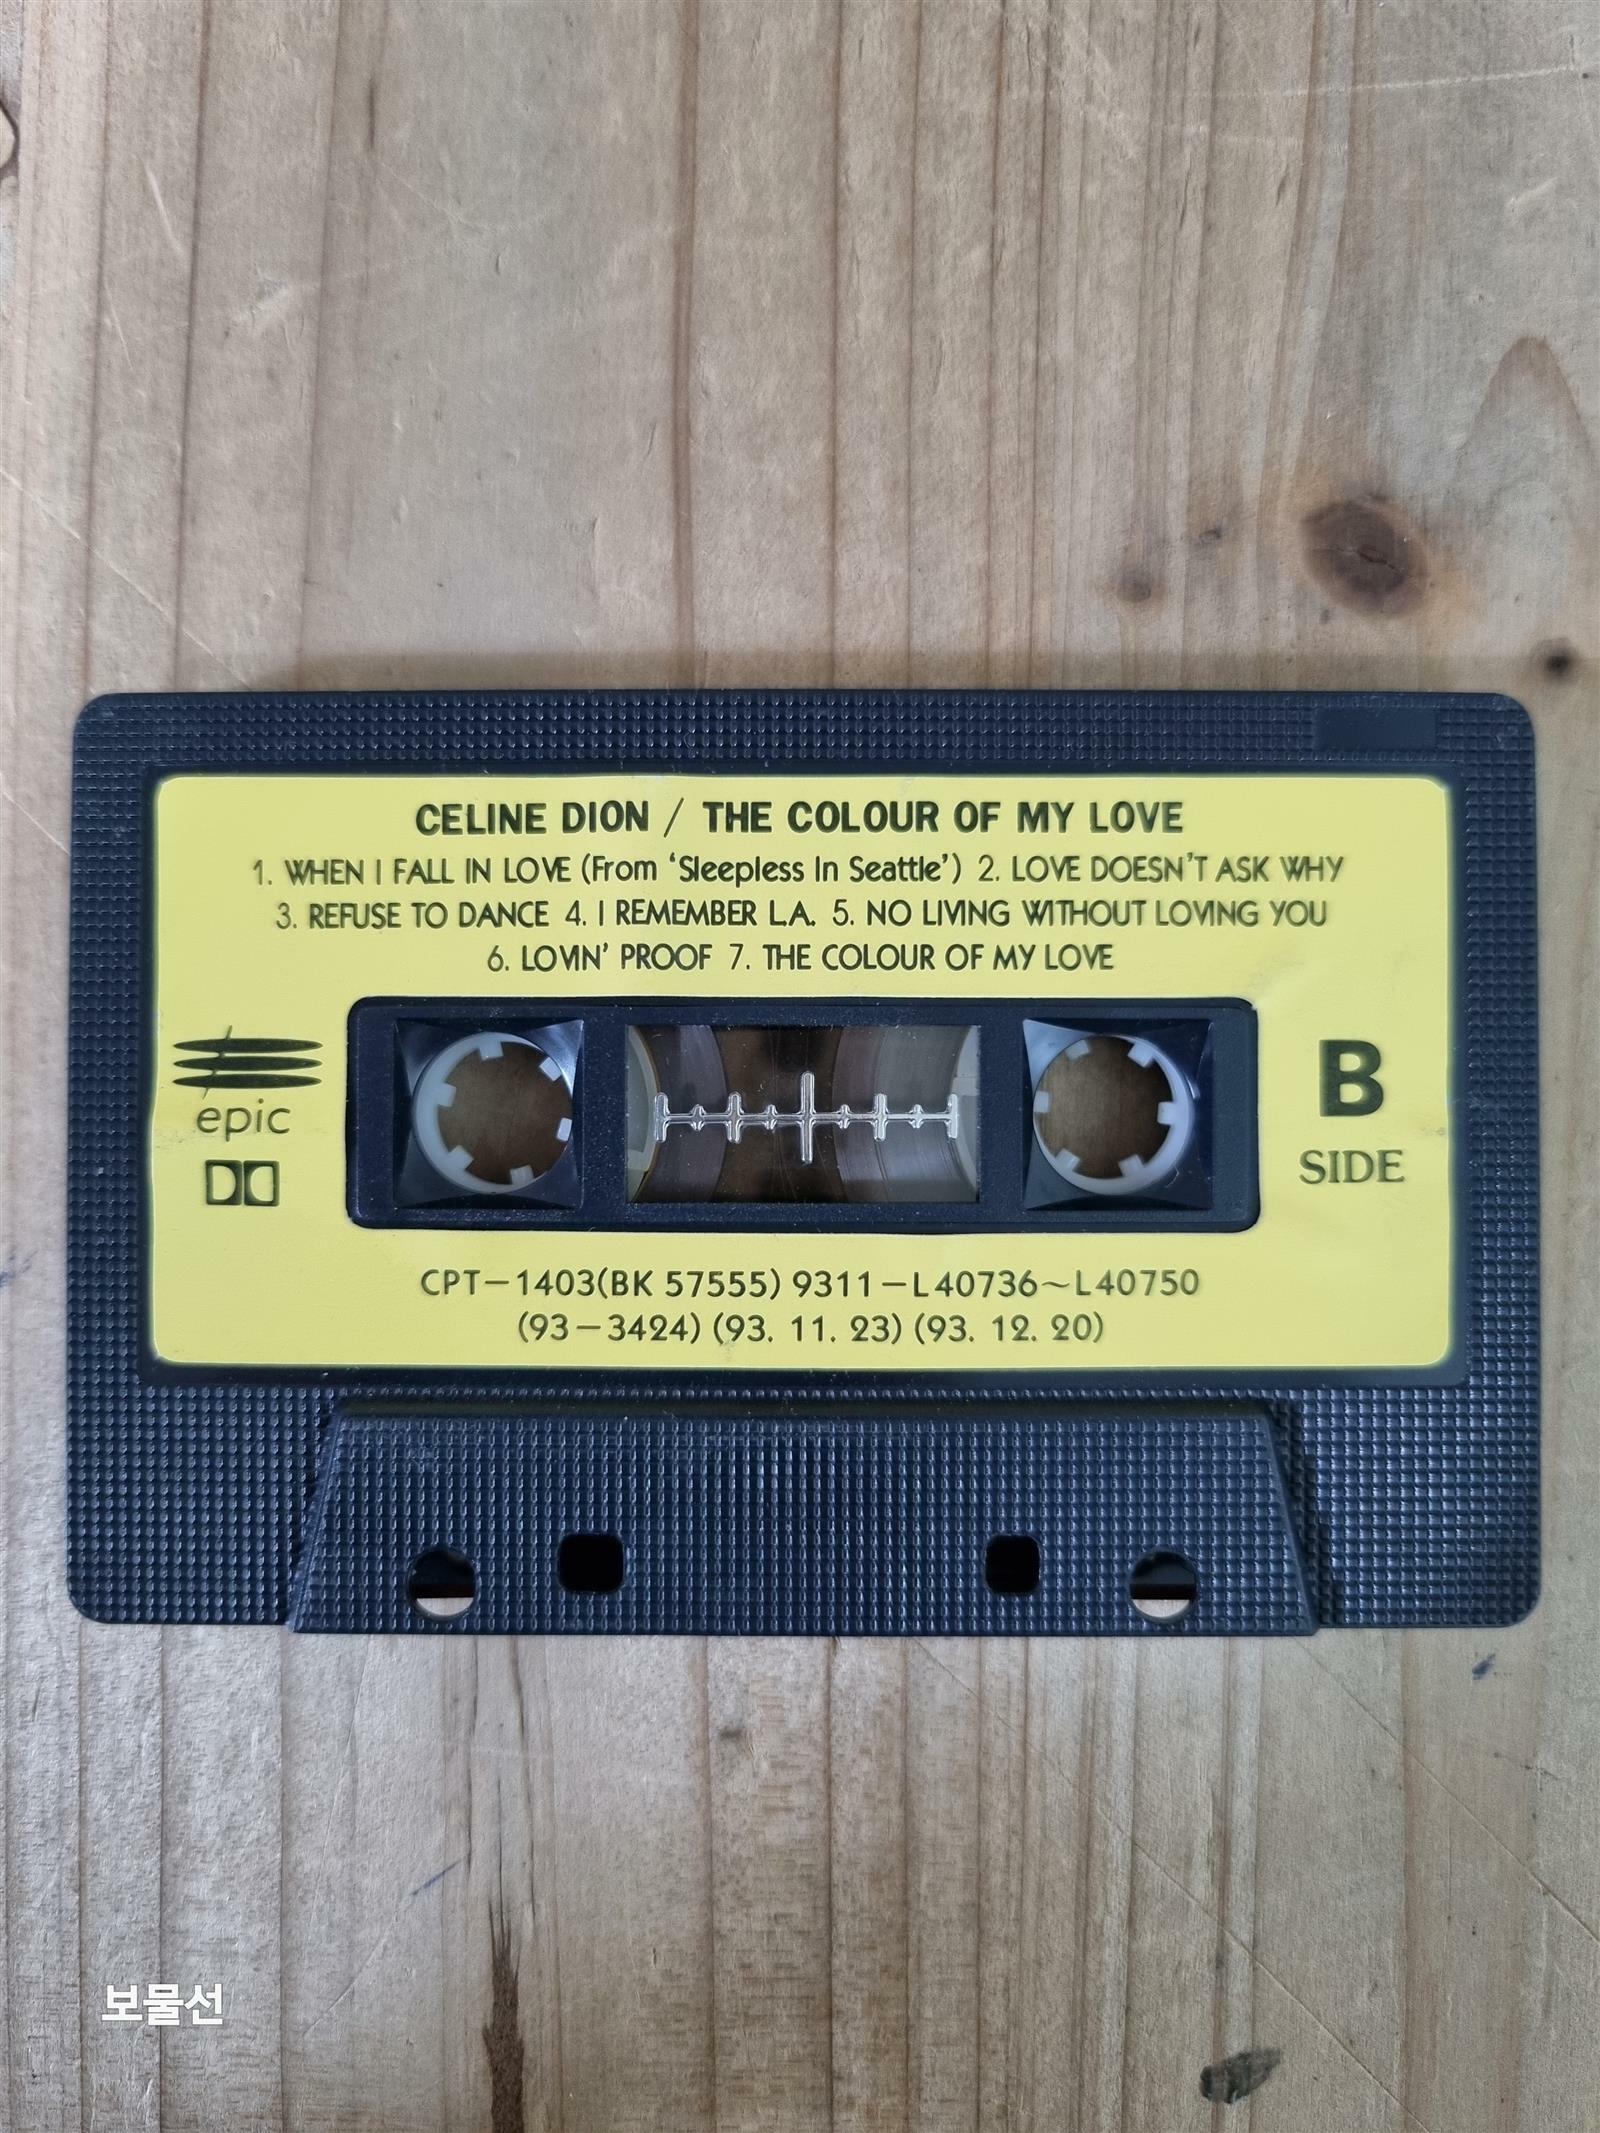 CELINE DION / THE COLOUR OF MY LOVE
1. WHEN I FALL IN LOVE (From ‘Sleepless In Seattle’) 2. LOVE DOESN'T ASK WHY
3. REFUSE TO DANCE 4. I REMEMBER L.A. 5. NO LIVING WITHOUT LOVING YOU
6. LOVIN' PROOF 7. THE COLOUR OF MY LOVE
epic
B
SIDE
CPT-1403(BK 57555) 9311-L40736~L40750
(93-3424) (93. 11. 23) (93. 12. 20)
보물선